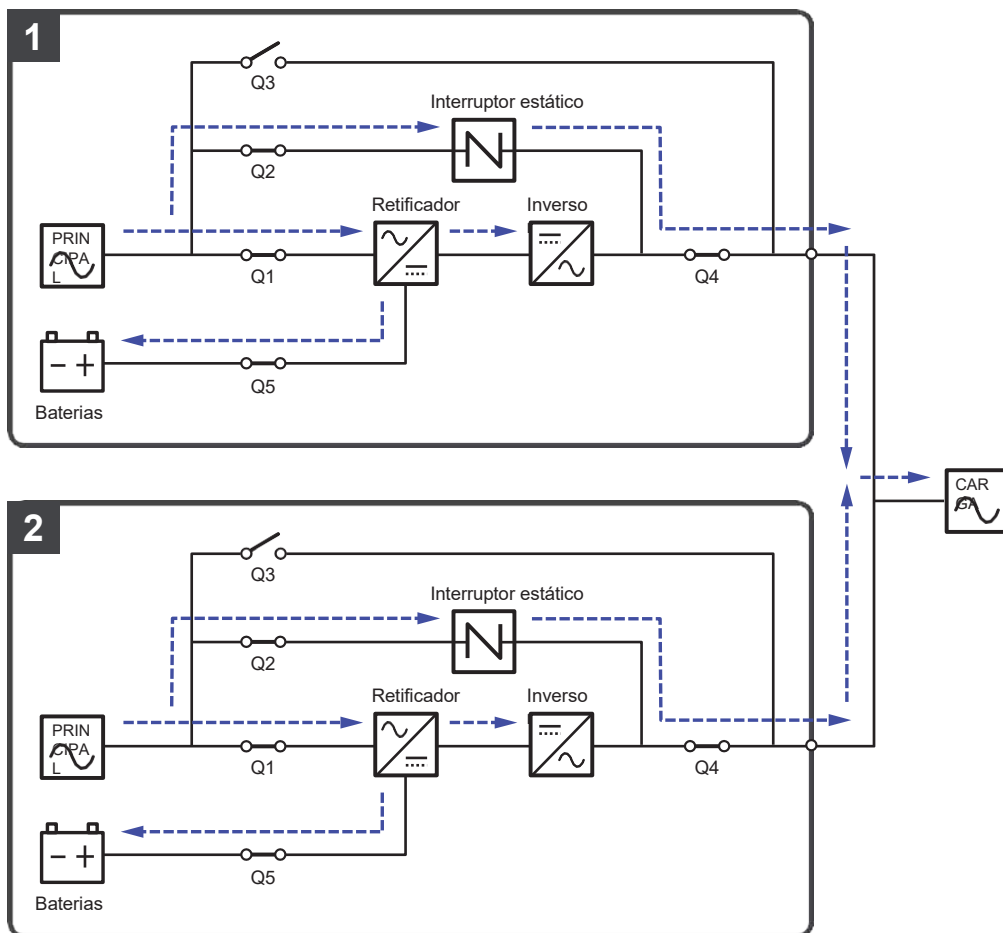 1
Q3
Interruptor estático
Q2
Retificador
Inverso
PRIN
CIPA
L
Q1
Q4
Q5
Baterias
CAR
GA
2
Q3
Interruptor estático
Q2
Retificador
Inverso
PRIN
CIPA
L
Q1
Q4
Q5
Baterias